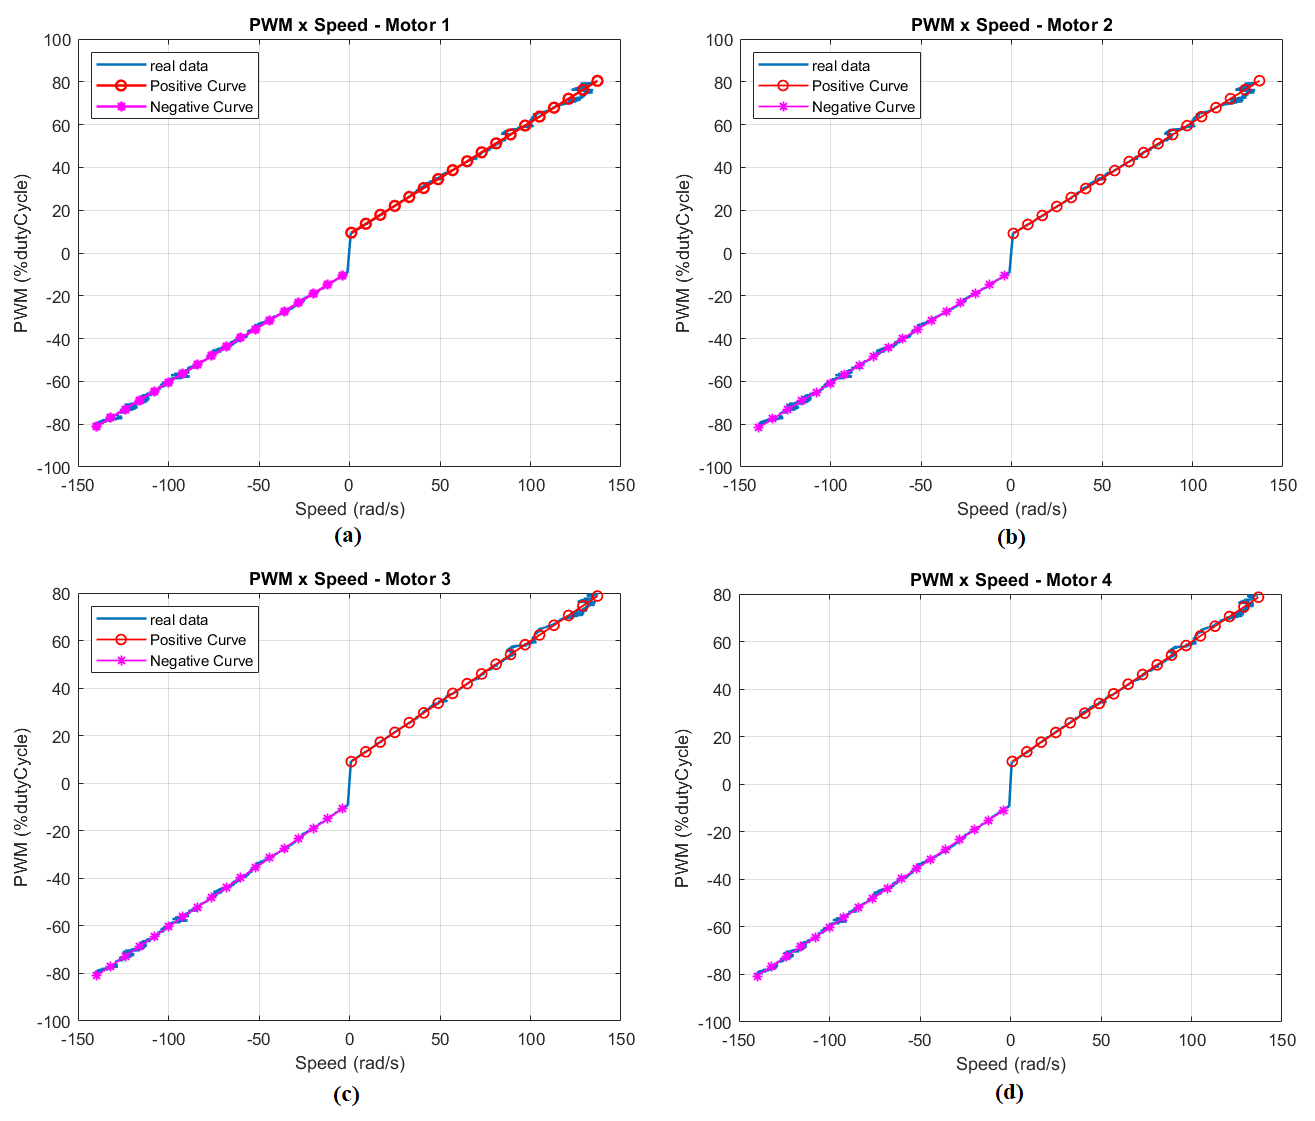 PWM x Speed - Motor 1
100
80
60
40
20
0
-20
-40
-60
-80
-100
PWM (%dutyCycle)
real data
Positive Curve
Negative Curve
-150 -100 -50 0 50 100 150
Speed (rad/s)
(a)
PWM x Speed - Motor 2
100
80
60
40
20
0
-20
-40
-60
-80
-100
PWM (%dutyCycle)
real data
Positive Curve
Negative Curve
-150 -100 -50 0 50 100 150
Speed (rad/s)
(b)
PWM x Speed - Motor 3
80
60
40
20
0
-20
-40
-60
-80
-100
PWM (%dutyCycle)
real data
Positive Curve
Negative Curve
-150 -100 -50 0 50 100 150
Speed (rad/s)
(c)
PWM x Speed - Motor 4
80
60
40
20
0
-20
-40
-60
-80
-100
PWM (%dutyCycle)
-150 -100 -50 0 50 100 150
Speed (rad/s)
(d)